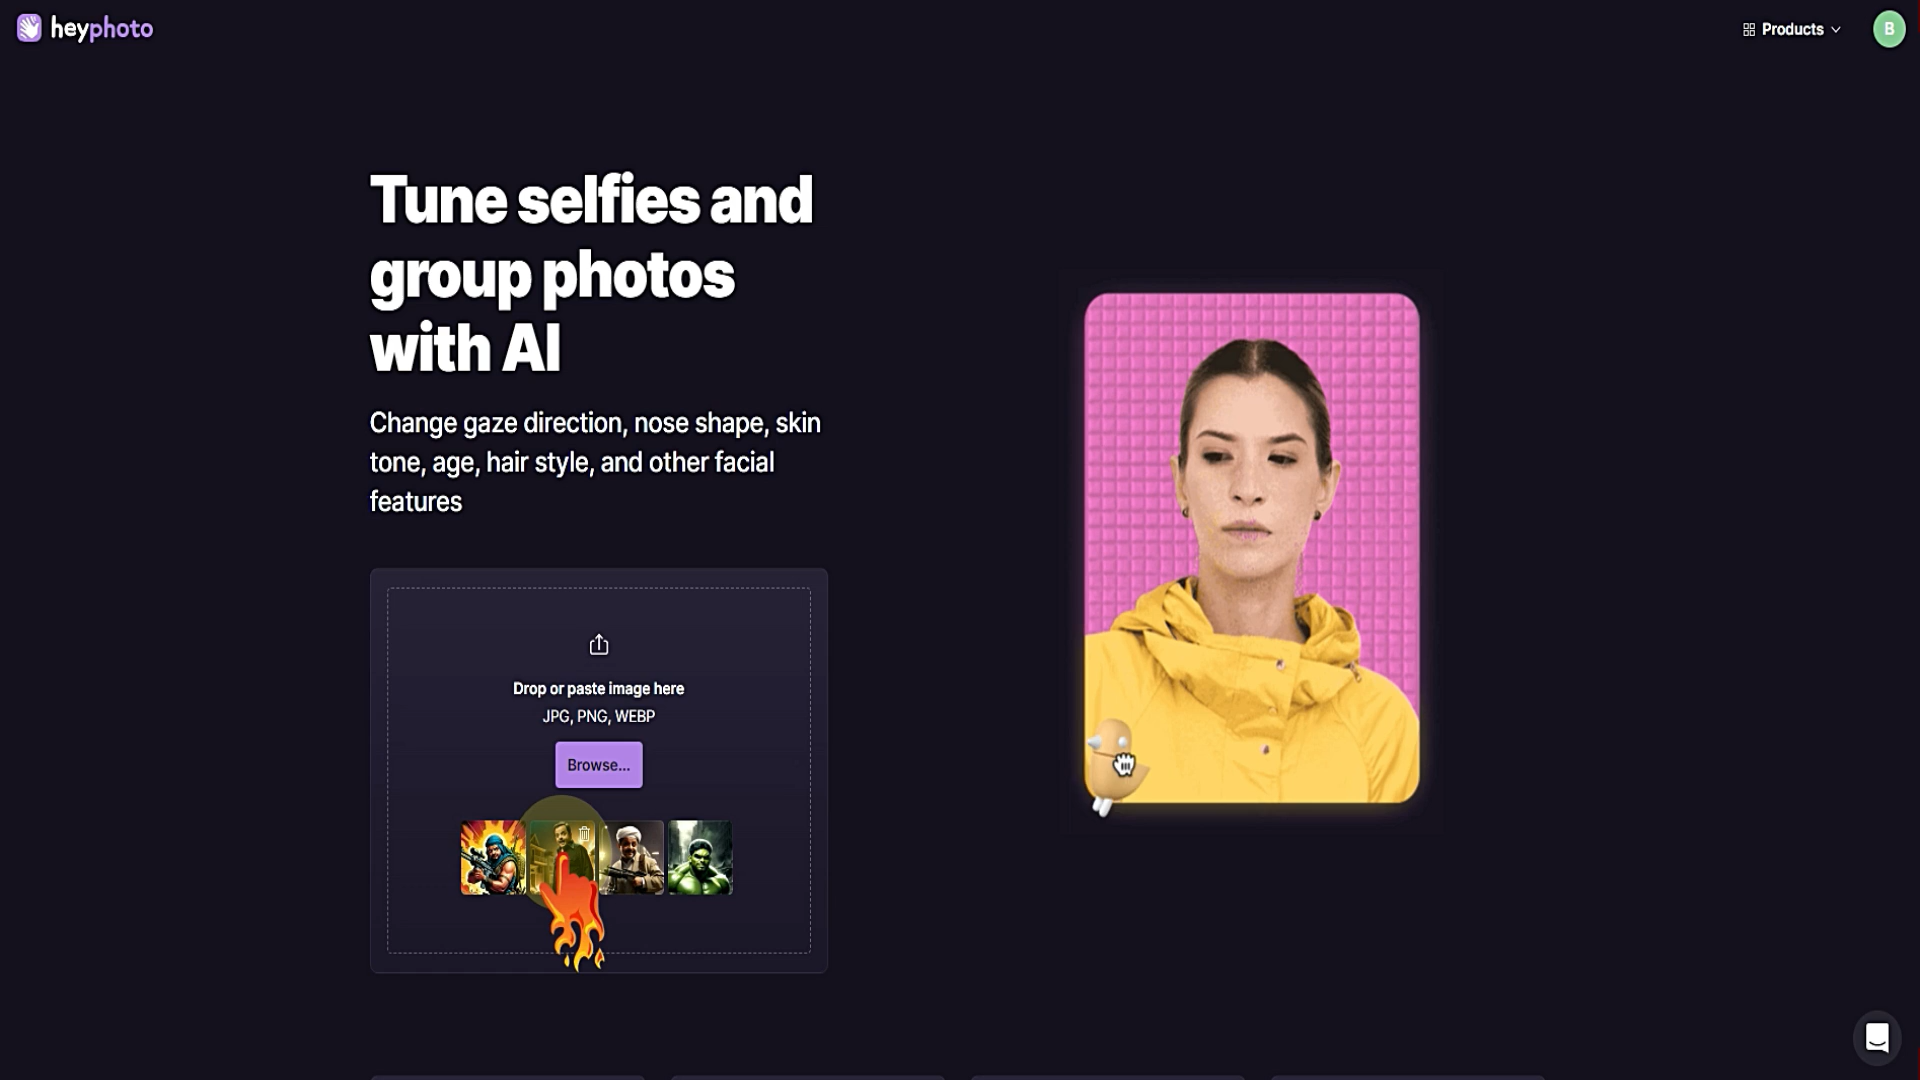 heyphoto
Products
B
Tune selfies and
group photos
with AI
Change gaze direction, nose shape, skin
tone, age, hair style, and other facial
features
Drop or paste image here
JPG, PNG, WEBP
Browse...